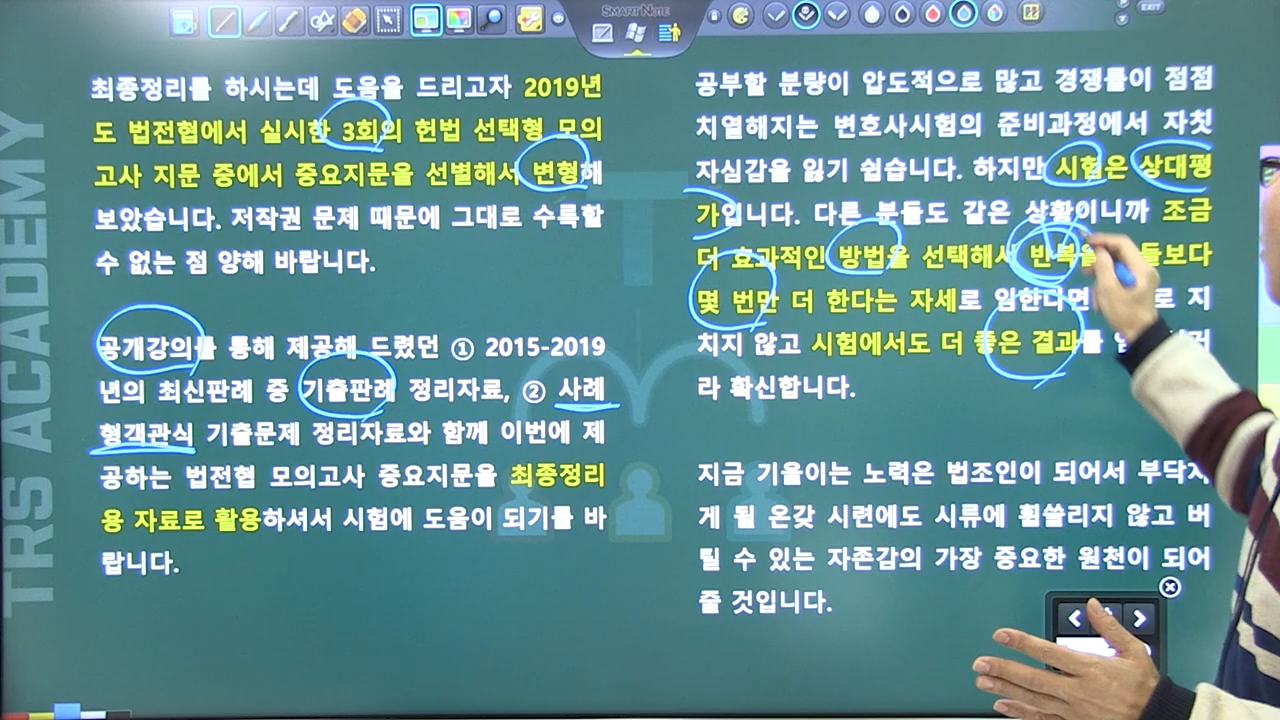 SMART NOTE
EXIT
TRS ACADEMY
최종정리를 하시는데 도움을 드리고자 2019년
도 법전협에서 실시한 3회의 헌법 선택형 모의
고사 지문 중에서 중요지문을 선별해서 변형해
보았습니다. 저작권 문제 때문에 그대로 수록할
수 없는 점 양해 바랍니다.
공개강의를 통해 제공해 드렸던 ① 2015-2019
년의 최신판례 중 기출판례 정리자료, ② 사례
형객관식 기출문제 정리자료와 함께 이번에 제
공하는 법전협 모의고사 중요지문을 최종정리
용 자료로 활용하셔서 시험에 도움이 되기를 바
랍니다.
공부할 분량이 압도적으로 많고 경쟁률이 점점
치열해지는 변호사시험의 준비과정에서 자칫
자심감을 잃기 쉽습니다. 하지만 시험은 상대평
가입니다. 다른 분들도 같은 상황이니까 조금
더 효과적인 방법을 선택해서 반복을 보다
몇 번만 더 한다는 자세로 임한다면 로 지
치지 않고 시험에서도 더 좋은 결과를
라 확신합니다.
지금 기울이는 노력은 법조인이 되어서 부닥치
게 될 온갖 시련에도 시류에 휩쓸리지 않고 버
틸 수 있는 자존감의 가장 중요한 원천이 되어
줄 것입니다.